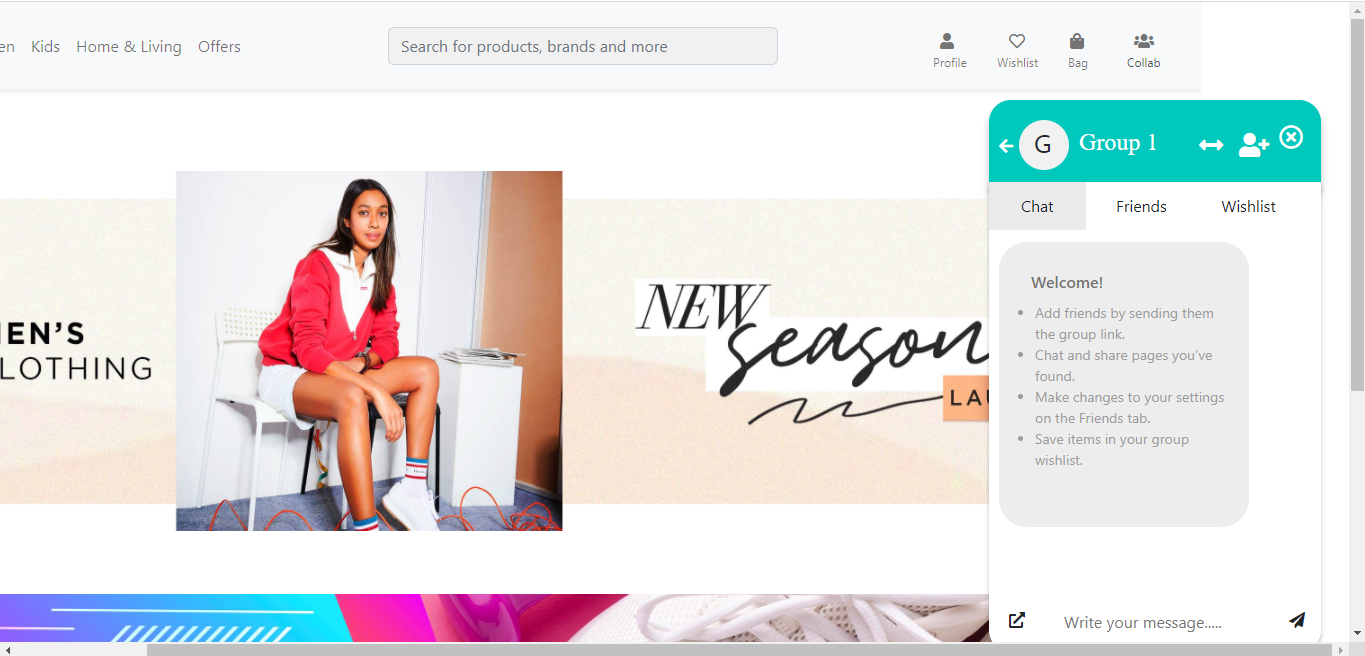 en Kids Home & Living Offers
Search for products, brands and more
Profile Wishlist Bag Collab
G Group 1
Chat Friends Wishlist
Welcome!
Add friends by sending them
the group link.
Chat and share pages you've
found.
Make changes to your settings
on the Friends tab.
Save items in your group
wishlist.
Write your message.....
EN'S
LOTHING
NEW
season
LAU